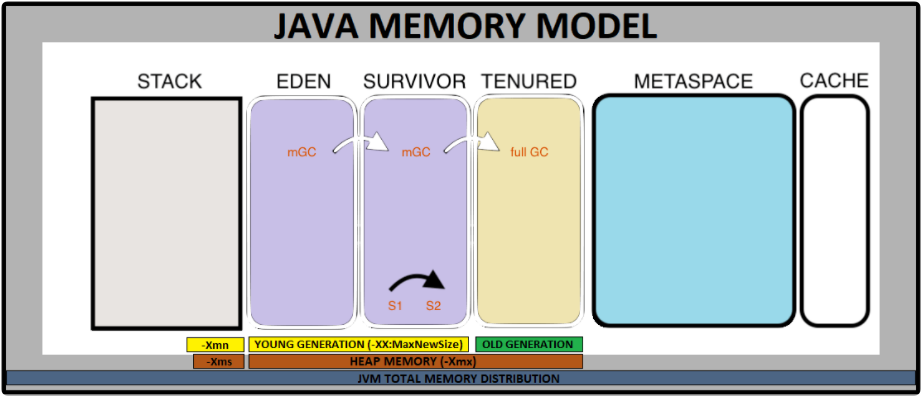 JAVA MEMORY MODEL
STACK EDEN SURVIVOR TENURED METASPACE CACHE
mGC mGC full GC
S1 S2
-Xmn YOUNG GENERATION (-XX:MaxNewSize) OLD GENERATION
-Xms HEAP MEMORY (-Xmx)
JVM TOTAL MEMORY DISTRIBUTION